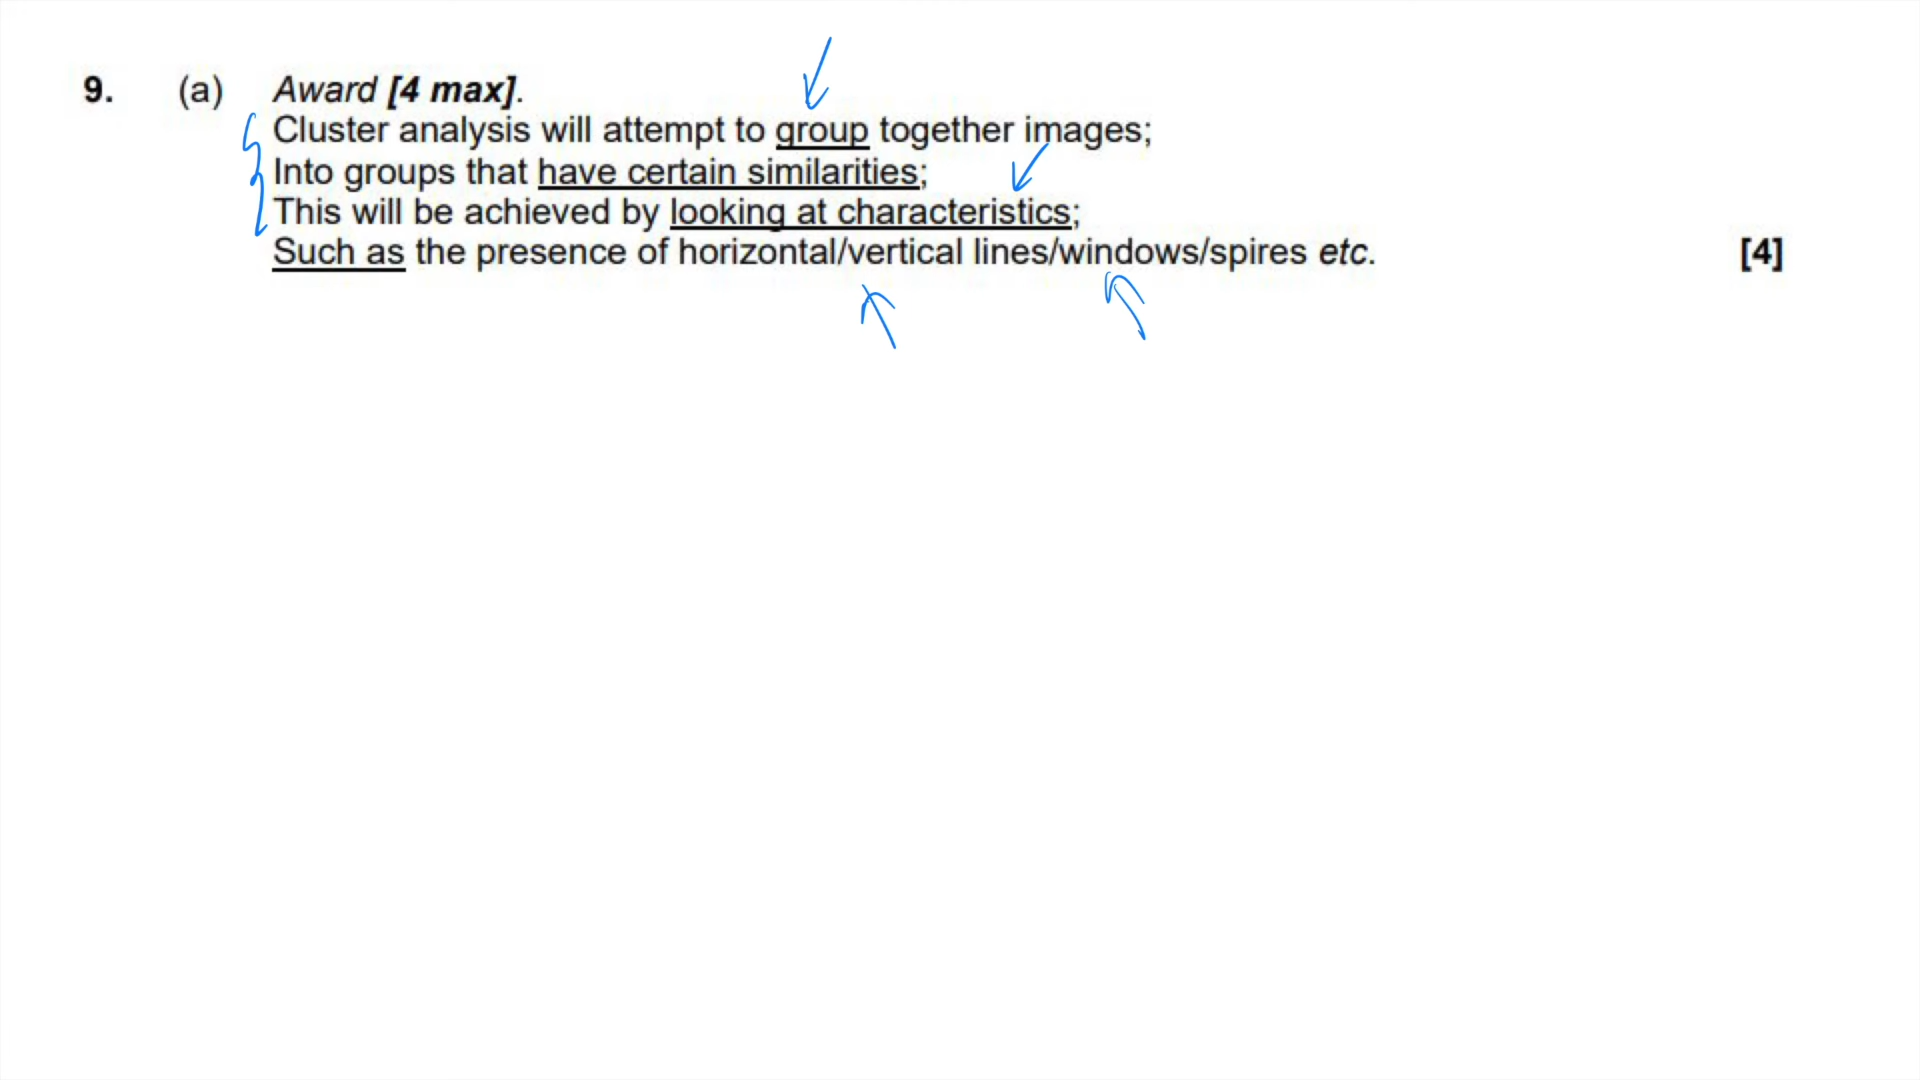 9. (a) Award [4 max].
Cluster analysis will attempt to group together images;
Into groups that have certain similarities;
This will be achieved by looking at characteristics;
Such as the presence of horizontal/vertical lines/windows/spires etc. [4]